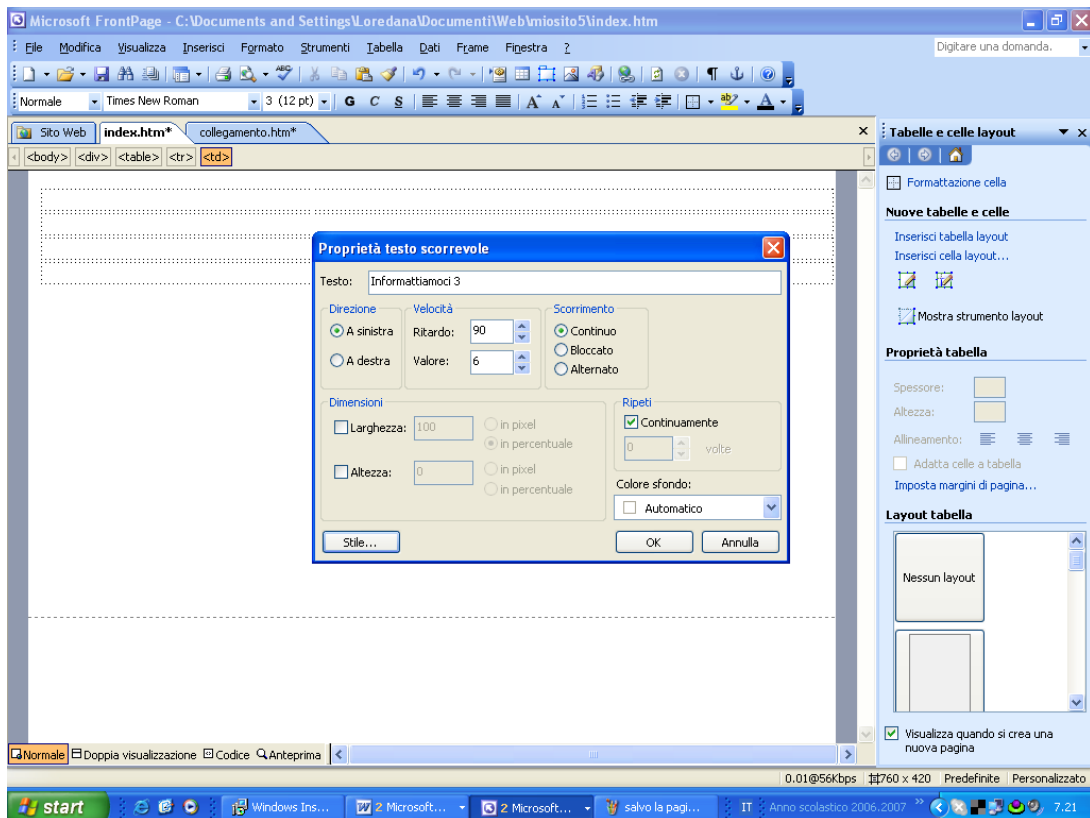 Microsoft FrontPage - C:\Documents and Settings\Loredana\Documenti\Web\miosito5\index.htm
File Modifica Visualizza Inserisci Formato Strumenti Tabella Dati Frame Finestra ? Digitare una domanda.
Normale Times New Roman 3 (12 pt) G C S
Sito Web index.htm* collegamento.htm*
<body> <div> <table> <tr> <td>
Proprietà testo scorrevole
Testo: Informattiamoci 3
Direzione Velocità Scorrimento
A sinistra Ritardo: 90 Continuo
Bloccato
A destra Valore: 6 Alternato
Dimensioni Ripeti
Larghezza: 100 in pixel Continuamente
in percentuale 0 volte
Altezza: 0 in pixel
in percentuale
Colore sfondo:
Automatico
Stile... OK Annulla
Tabelle e celle layout
Formattazione cella
Nuove tabelle e celle
Inserisci tabella layout
Inserisci cella layout...
Mostra strumento layout
Proprietà tabella
Spessore:
Altezza:
Allineamento:
Adatta celle a tabella
Imposta margini di pagina...
Layout tabella
Nessun layout
Visualizza quando si crea una
nuova pagina
Normale Doppia visualizzazione Codice Anteprima
0.01@56Kbps 760 x 420 Predefinite Personalizzato
start Windows Ins... 2 Microsoft... 2 Microsoft... salvo la pagi... IT Anno scolastico 2006.2007 » 7.21